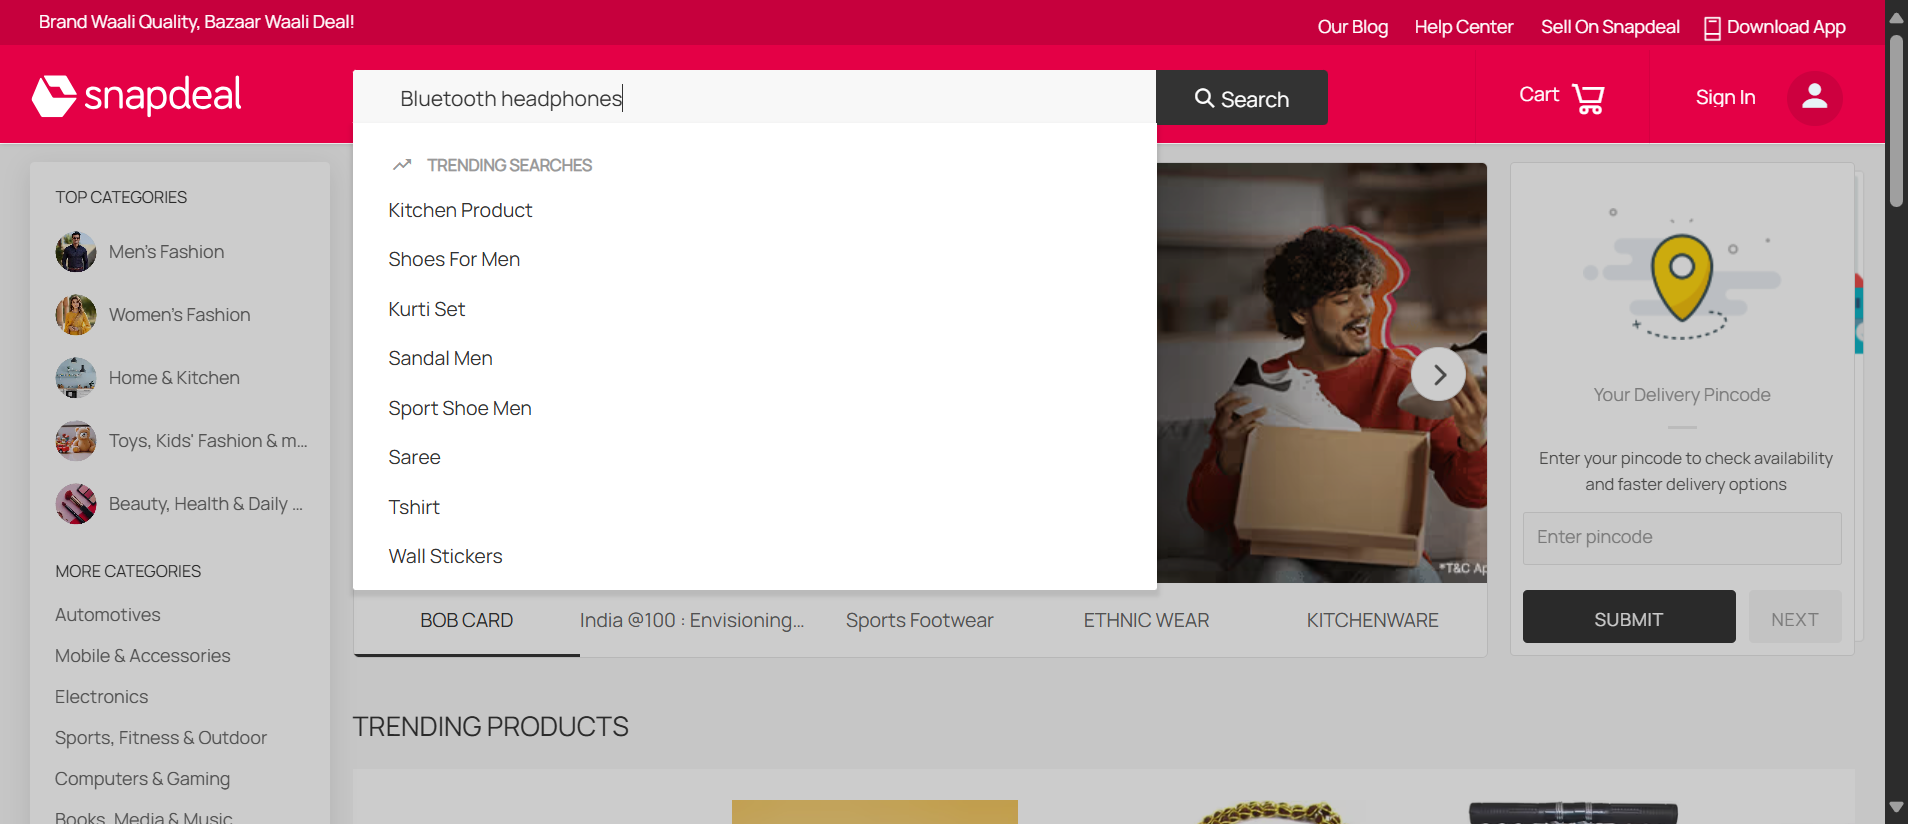 Brand Waali Quality, Bazaar Waali Deal!
Our Blog
Help Center
Sell On Snapdeal
Download App
snapdeal
Bluetooth headphones
Search
Cart
Sign In
TRENDING SEARCHES
Kitchen Product
Shoes For Men
Kurti Set
Sandal Men
Sport Shoe Men
Saree
Tshirt
Wall Stickers
TOP CATEGORIES
Men's Fashion
Women's Fashion
Home & Kitchen
Toys, Kids' Fashion & m...
Beauty, Health & Daily ...
MORE CATEGORIES
Automotives
Mobile & Accessories
Electronics
Sports, Fitness & Outdoor
Computers & Gaming
Books, Media & Music
*T&C Ap
BOB CARD
India @100 : Envisioning...
Sports Footwear
ETHNIC WEAR
KITCHENWARE
Your Delivery Pincode
Enter your pincode to check availability
and faster delivery options
Enter pincode
SUBMIT
NEXT
TRENDING PRODUCTS